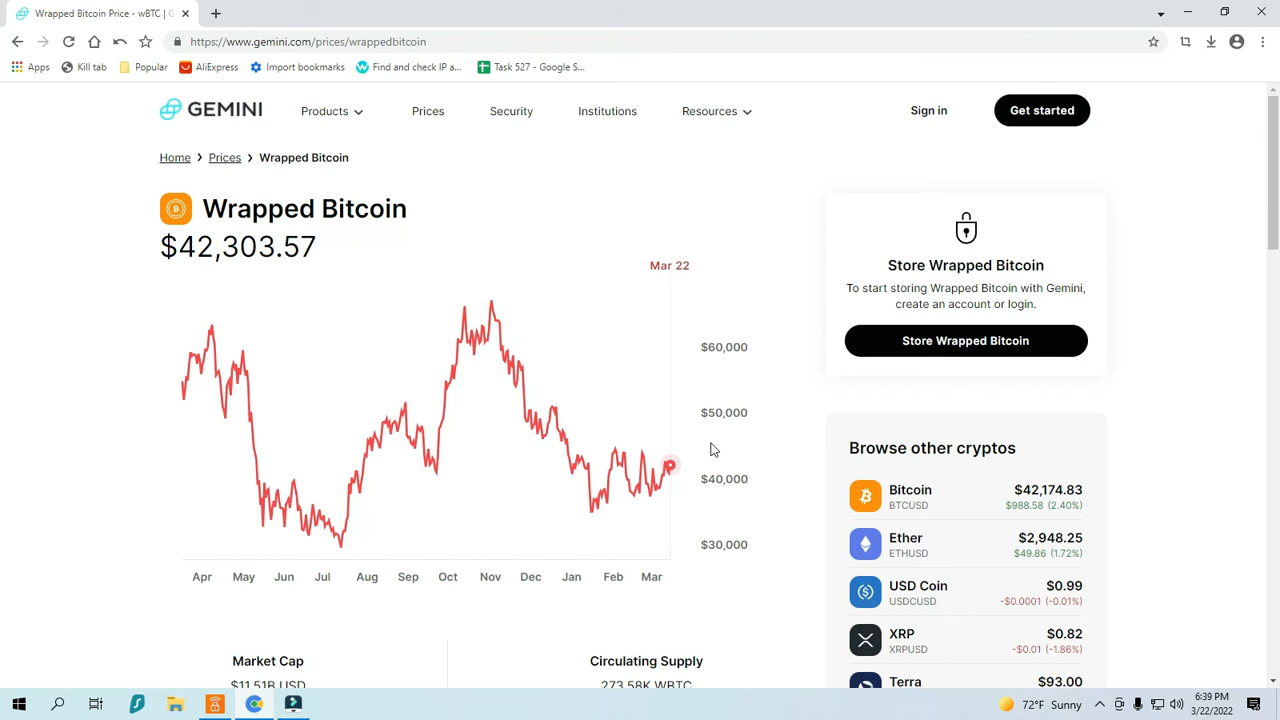 Wrapped Bitcoin Price - wBTC | G
https://www.gemini.com/prices/wrappedbitcoin
Apps Kill tab Popular AliExpress Import bookmarks Find and check IP a... Task 527 - Google S...
GEMINI Products Prices Security Institutions Resources Sign in Get started
Home > Prices > Wrapped Bitcoin
Wrapped Bitcoin
$42,303.57
Mar 22
$60,000
$50,000
$40,000
$30,000
Apr May Jun Jul Aug Sep Oct Nov Dec Jan Feb Mar
Market Cap
$11.51B USD
Circulating Supply
273.58K WBTC
Store Wrapped Bitcoin
To start storing Wrapped Bitcoin with Gemini,
create an account or login.
Store Wrapped Bitcoin
Browse other cryptos
Bitcoin $42,174.83
BTCUSD $988.58 (2.40%)
Ether $2,948.25
ETHUSD $49.86 (1.72%)
USD Coin $0.99
USDCUSD -$0.0001 (-0.01%)
XRP $0.82
XRPUSD -$0.01 (-1.86%)
Terra $93.00
72°F Sunny
6:39 PM
3/22/2022